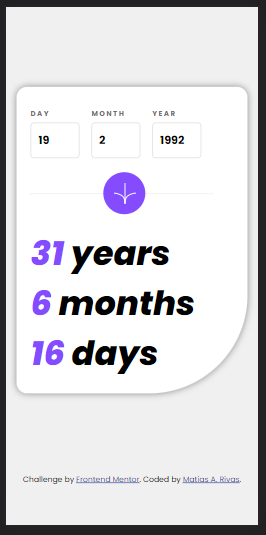 DAY MONTH YEAR
19 2 1992
31 years
6 months
16 days
Challenge by Frontend Mentor. Coded by Matias A. Rivas.